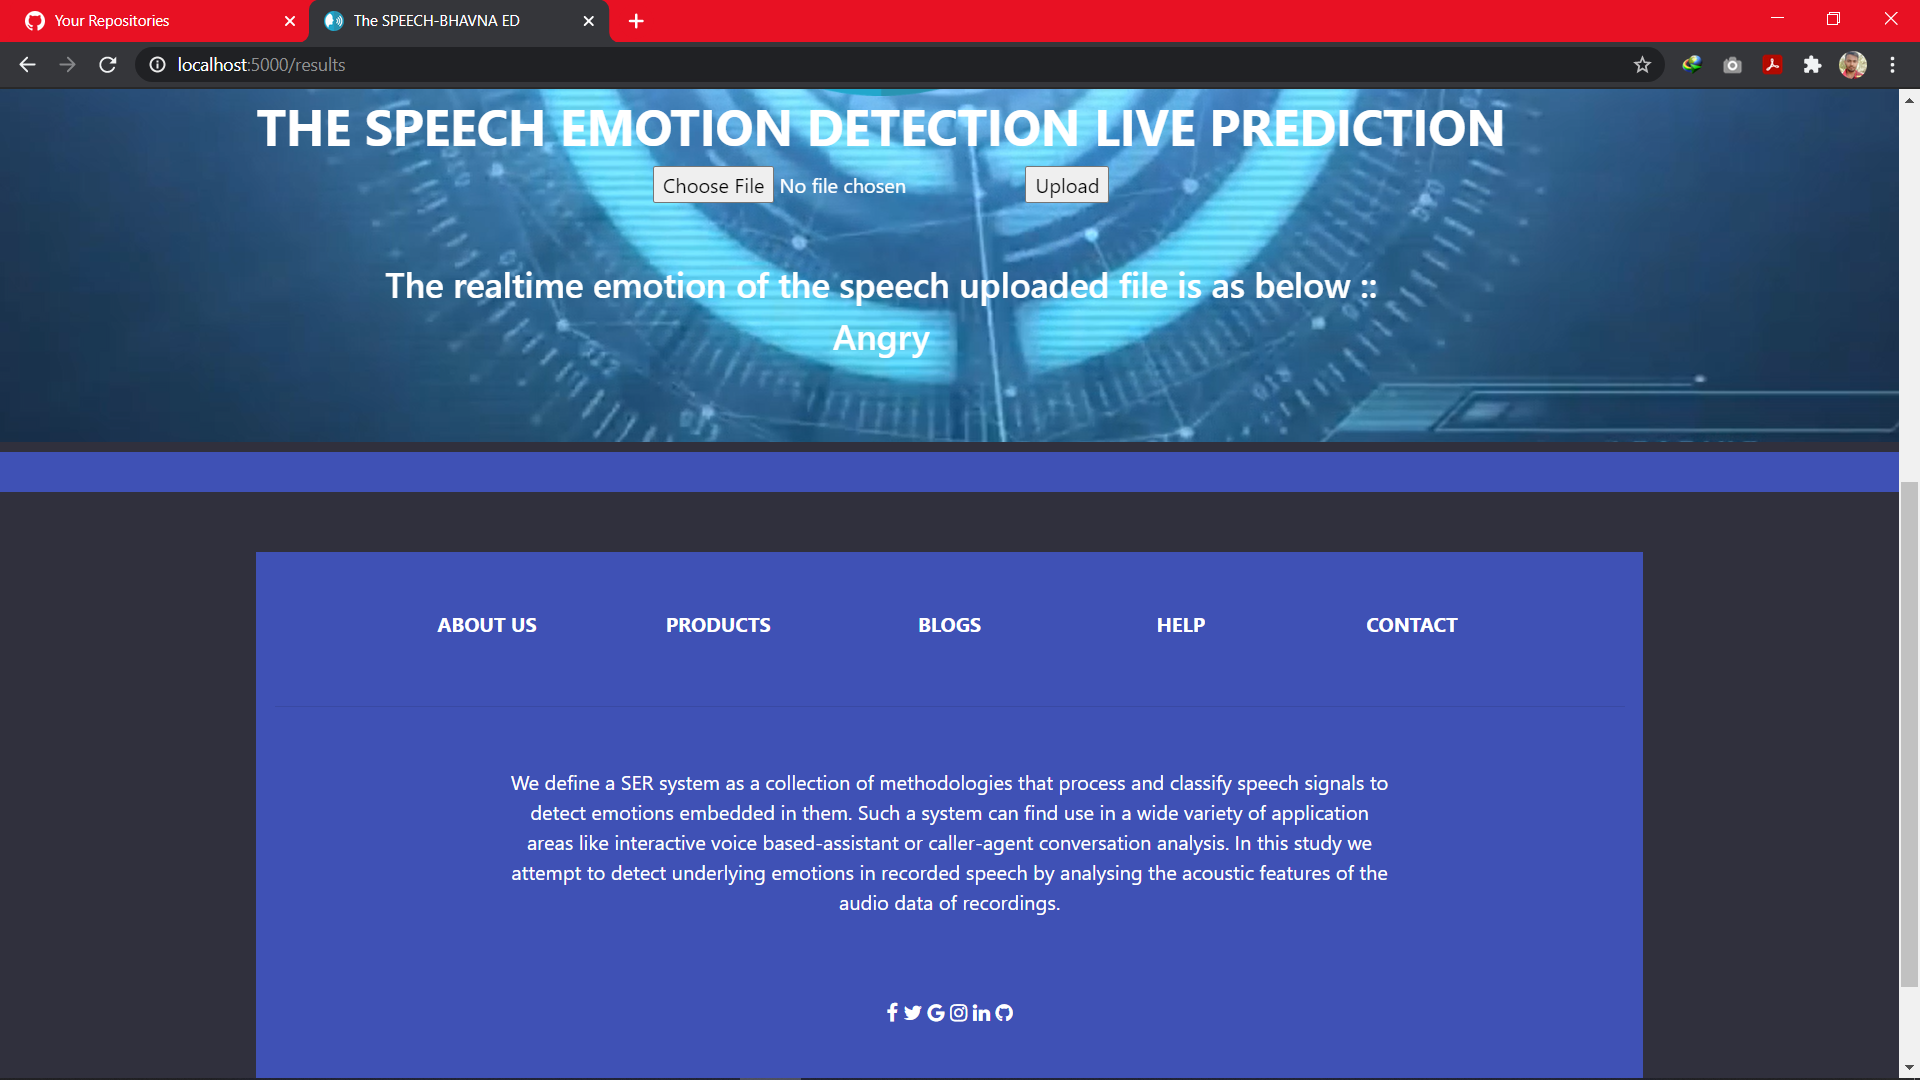 Your Repositories
The SPEECH-BHAVNA ED
localhost:5000/results
THE SPEECH EMOTION DETECTION LIVE PREDICTION
Choose File No file chosen Upload
The realtime emotion of the speech uploaded file is as below ::
Angry
ABOUT US PRODUCTS BLOGS HELP CONTACT
We define a SER system as a collection of methodologies that process and classify speech signals to
detect emotions embedded in them. Such a system can find use in a wide variety of application
areas like interactive voice based-assistant or caller-agent conversation analysis. In this study we
attempt to detect underlying emotions in recorded speech by analysing the acoustic features of the
audio data of recordings.